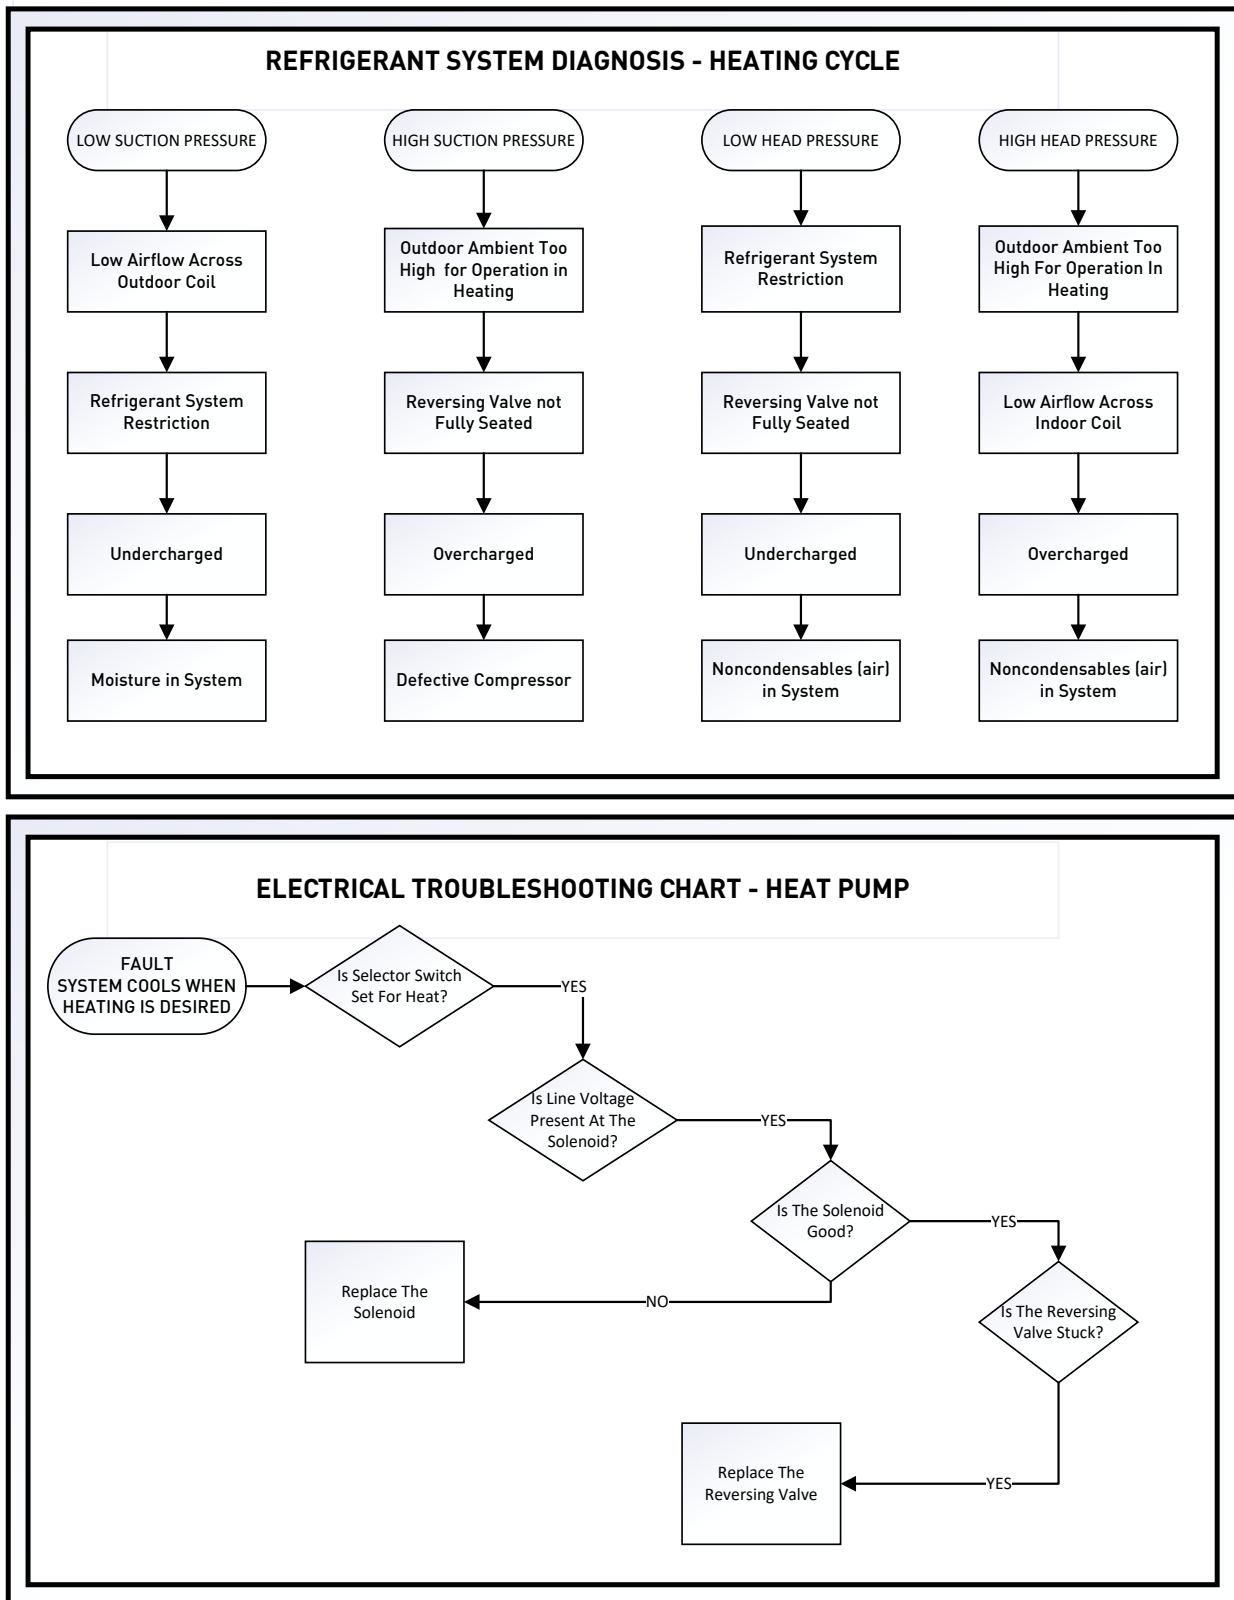 REFRIGERANT SYSTEM DIAGNOSIS - HEATING CYCLE
LOW SUCTION PRESSURE
Low Airflow Across
Outdoor Coil
Refrigerant System
Restriction
Undercharged
Moisture in System
HIGH SUCTION PRESSURE
Outdoor Ambient Too
High for Operation in
Heating
Reversing Valve not
Fully Seated
Overcharged
Defective Compressor
LOW HEAD PRESSURE
Refrigerant System
Restriction
Reversing Valve not
Fully Seated
Undercharged
Noncondensables (air)
in System
HIGH HEAD PRESSURE
Outdoor Ambient Too
High For Operation In
Heating
Low Airflow Across
Indoor Coil
Overcharged
Noncondensables (air)
in System
ELECTRICAL TROUBLESHOOTING CHART - HEAT PUMP
FAULT
SYSTEM COOLS WHEN
HEATING IS DESIRED
Is Selector Switch
Set For Heat?
YES
Is Line Voltage
Present At The
Solenoid?
YES
Is The Solenoid
Good?
YES
NO
Replace The
Solenoid
Is The Reversing
Valve Stuck?
YES
Replace The
Reversing Valve